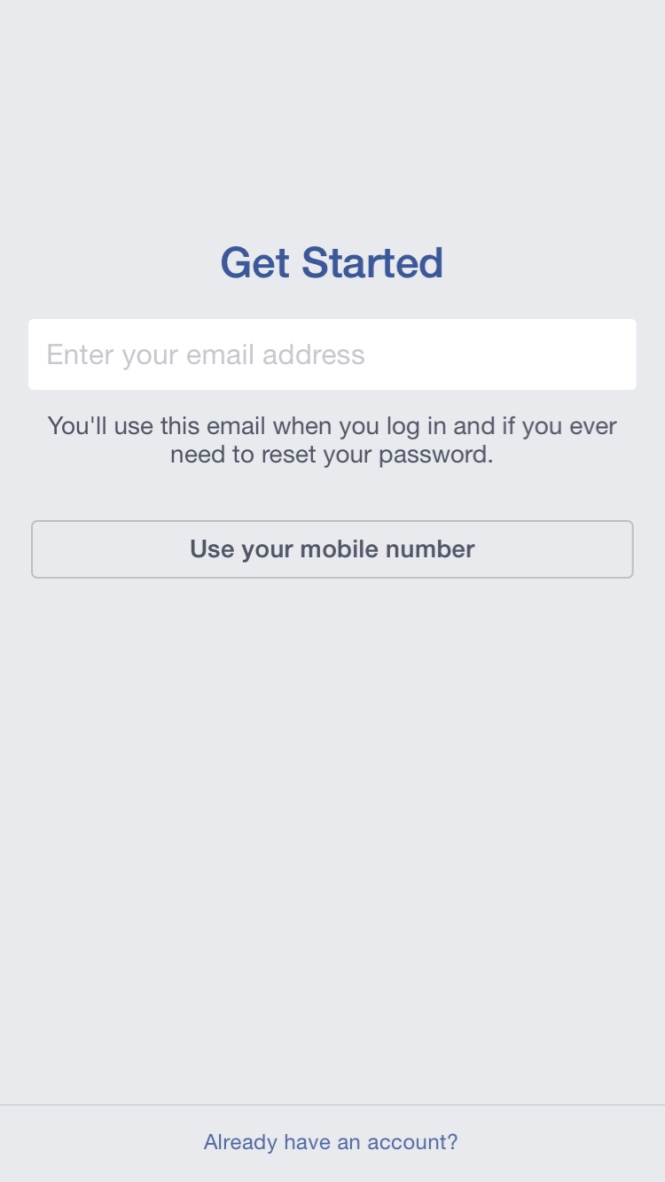 Get Started
Enter your email address
You'll use this email when you log in and if you ever
need to reset your password.
Use your mobile number
Already have an account?